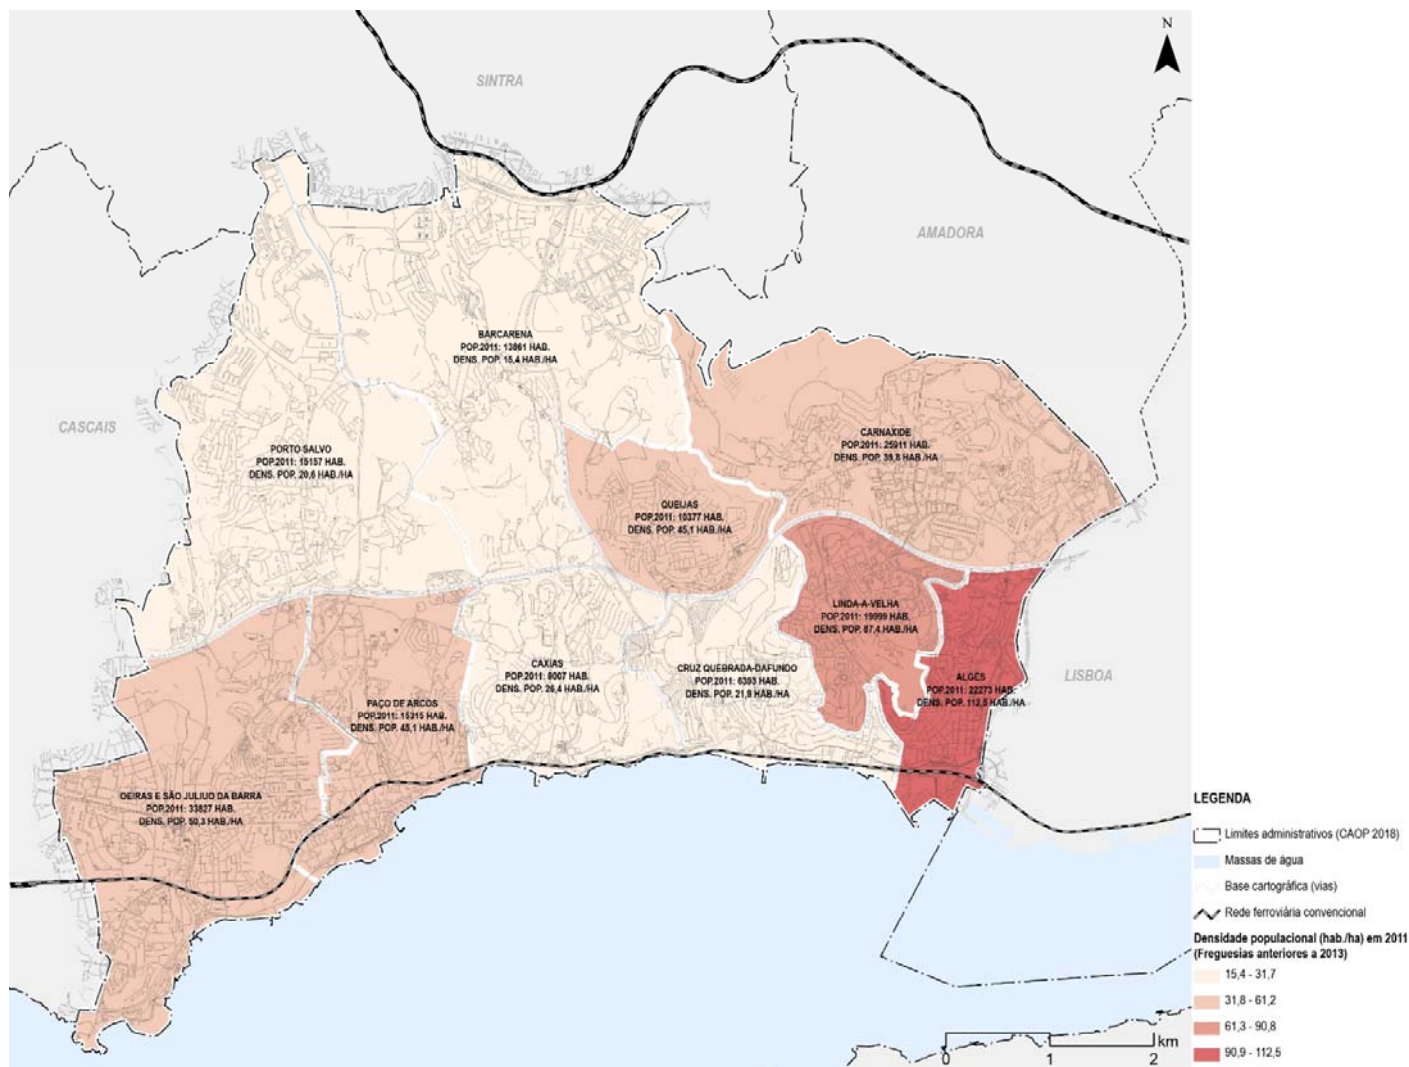 N
SINTRA
AMADORA
BARCARENA
POP.2011: 13861 HAB.
DENS. POP. 15,4 HAB./HA
CASCAIS
CARNAXIDE
POP.2011: 25911 HAB.
DENS. POP. 39,8 HAB./HA
PORTO SALVO
POP.2011: 15157 HAB.
DENS. POP. 20,6 HAB./HA
QUEIJAS
POP.2011: 10377 HAB.
DENS. POP. 45,1 HAB./HA
LINDA-A-VELHA
POP.2011: 19999 HAB.
DENS. POP. 87,4 HAB./HA
CAXIAS
POP.2011: 9007 HAB.
DENS. POP. 26,4 HAB./HA
CRUZ QUEBRADA-DAFUNDO
POP.2011: 6393 HAB.
DENS. POP. 21,9 HAB./HA
ALGÉS
POP.2011: 22273 HAB.
DENS. POP. 112,5 HAB./HA
LISBOA
PAÇO DE ARCOS
POP.2011: 15315 HAB.
DENS. POP. 45,1 HAB./HA
OEIRAS E SÃO JULIUO DA BARRA
POP.2011: 33827 HAB.
DENS. POP. 50,3 HAB./HA
LEGENDA
Limites administrativos (CAOP 2018)
Massas de água
Base cartográfica (vias)
Rede ferroviária convencional
Densidade populacional (hab./ha) em 2011
(Freguesias anteriores a 2013)
15,4 - 31,7
31,8 - 61,2
61,3 - 90,8
90,9 - 112,5
km
0 1 2